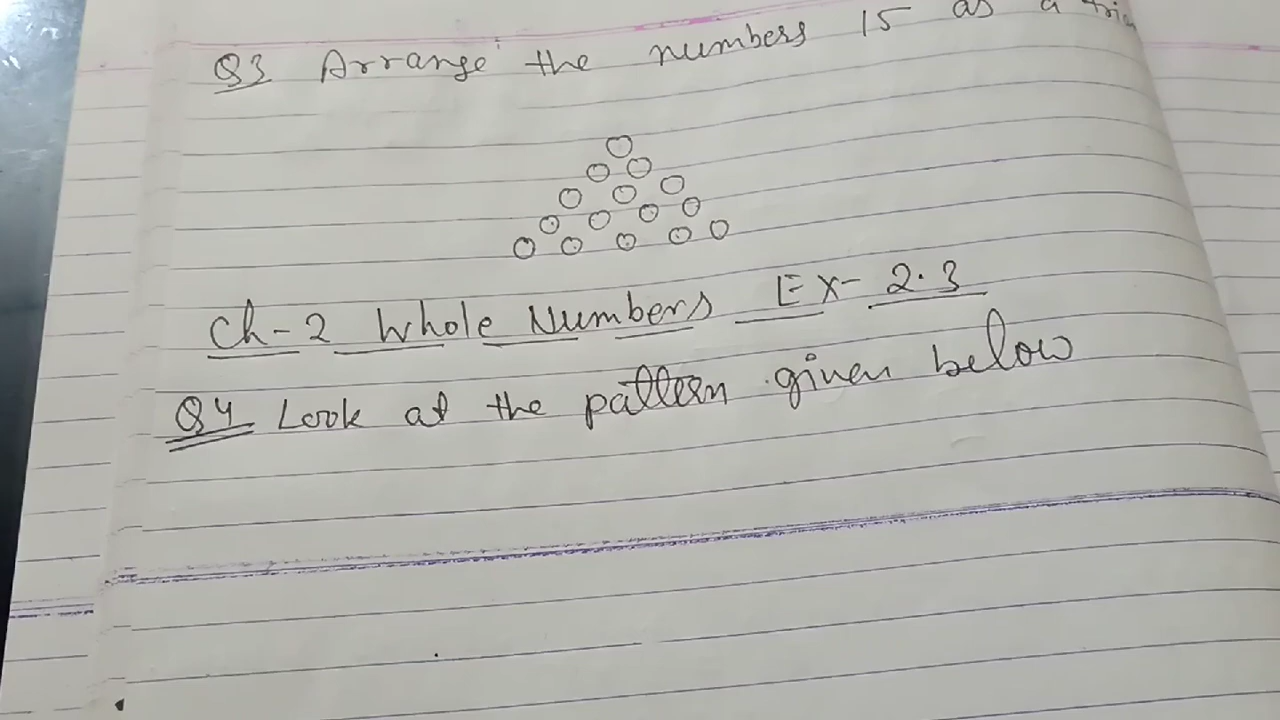 Q3 Arrange the numbers 15 as a
Ch-2 Whole Numbers Ex- 2.3
Q4 Look at the pattern given below